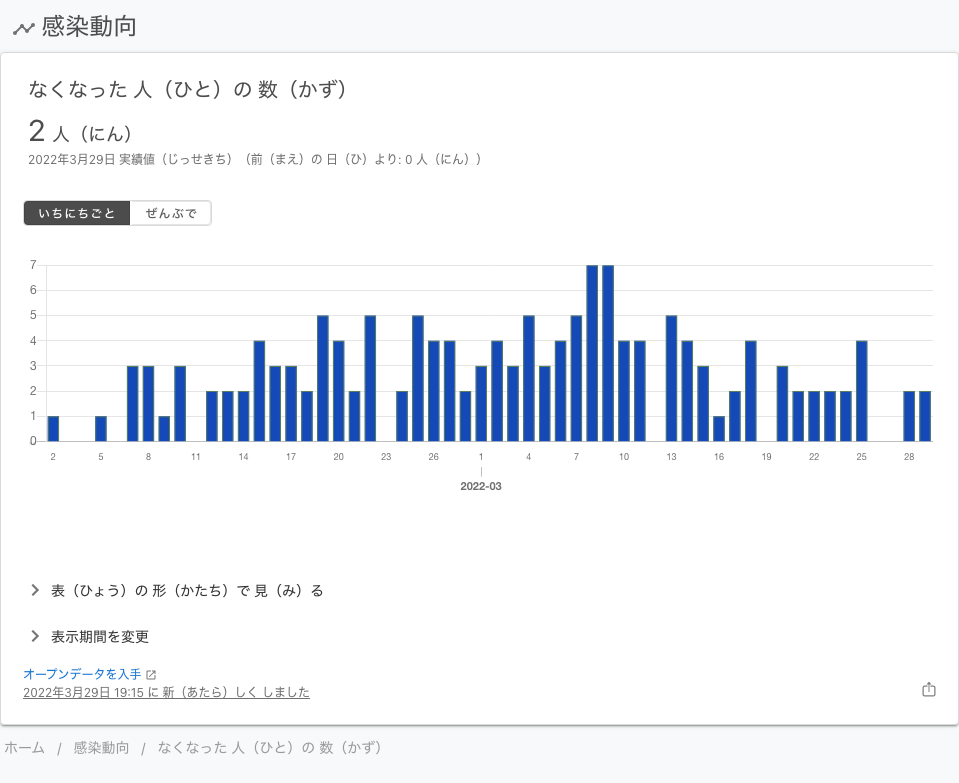 感染動向
なくなった 人（ひと）の 数（かず）
2 人（にん）
2022年3月29日 実績値（じっせきち）（前（まえ）の 日（ひ）より: 0 人（にん））
いちにちごと ぜんぶで
7
6
5
4
3
2
1
0
2 5 8 11 14 17 20 23 26 1 4 7 10 13 16 19 22 25 28
2022-03
表（ひょう）の 形（かたち）で 見（み）る
表示期間を変更
オープンデータを入手
2022年3月29日 19:15 に 新（あたら）しく しました
ホーム / 感染動向 / なくなった 人（ひと）の 数（かず）